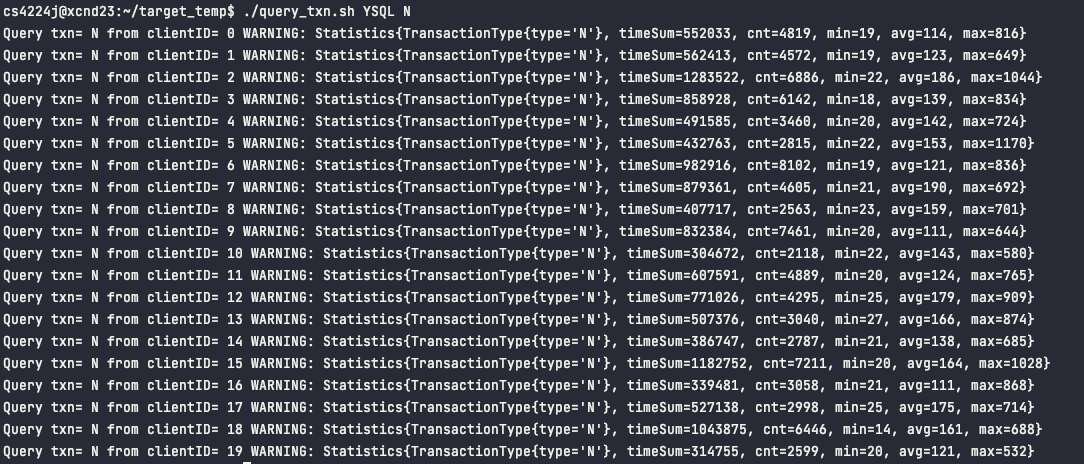 cs4224j@xcnd23:~/target_temp$ ./query_txn.sh YSQL N
Query txn= N from clientID= 0 WARNING: Statistics{TransactionType{type='N'}, timeSum=552033, cnt=4819, min=19, avg=114, max=816}
Query txn= N from clientID= 1 WARNING: Statistics{TransactionType{type='N'}, timeSum=562413, cnt=4572, min=19, avg=123, max=649}
Query txn= N from clientID= 2 WARNING: Statistics{TransactionType{type='N'}, timeSum=1283522, cnt=6886, min=22, avg=186, max=1044}
Query txn= N from clientID= 3 WARNING: Statistics{TransactionType{type='N'}, timeSum=858928, cnt=6142, min=18, avg=139, max=834}
Query txn= N from clientID= 4 WARNING: Statistics{TransactionType{type='N'}, timeSum=491585, cnt=3460, min=20, avg=142, max=724}
Query txn= N from clientID= 5 WARNING: Statistics{TransactionType{type='N'}, timeSum=432763, cnt=2815, min=22, avg=153, max=1170}
Query txn= N from clientID= 6 WARNING: Statistics{TransactionType{type='N'}, timeSum=982916, cnt=8102, min=19, avg=121, max=836}
Query txn= N from clientID= 7 WARNING: Statistics{TransactionType{type='N'}, timeSum=879361, cnt=4605, min=21, avg=190, max=692}
Query txn= N from clientID= 8 WARNING: Statistics{TransactionType{type='N'}, timeSum=407717, cnt=2563, min=23, avg=159, max=701}
Query txn= N from clientID= 9 WARNING: Statistics{TransactionType{type='N'}, timeSum=832384, cnt=7461, min=20, avg=111, max=644}
Query txn= N from clientID= 10 WARNING: Statistics{TransactionType{type='N'}, timeSum=304672, cnt=2118, min=22, avg=143, max=580}
Query txn= N from clientID= 11 WARNING: Statistics{TransactionType{type='N'}, timeSum=607591, cnt=4889, min=20, avg=124, max=765}
Query txn= N from clientID= 12 WARNING: Statistics{TransactionType{type='N'}, timeSum=771026, cnt=4295, min=25, avg=179, max=909}
Query txn= N from clientID= 13 WARNING: Statistics{TransactionType{type='N'}, timeSum=507376, cnt=3040, min=27, avg=166, max=874}
Query txn= N from clientID= 14 WARNING: Statistics{TransactionType{type='N'}, timeSum=386747, cnt=2787, min=21, avg=138, max=685}
Query txn= N from clientID= 15 WARNING: Statistics{TransactionType{type='N'}, timeSum=1182752, cnt=7211, min=20, avg=164, max=1028}
Query txn= N from clientID= 16 WARNING: Statistics{TransactionType{type='N'}, timeSum=339481, cnt=3058, min=21, avg=111, max=868}
Query txn= N from clientID= 17 WARNING: Statistics{TransactionType{type='N'}, timeSum=527138, cnt=2998, min=25, avg=175, max=714}
Query txn= N from clientID= 18 WARNING: Statistics{TransactionType{type='N'}, timeSum=1043875, cnt=6446, min=14, avg=161, max=688}
Query txn= N from clientID= 19 WARNING: Statistics{TransactionType{type='N'}, timeSum=314755, cnt=2599, min=20, avg=121, max=532}